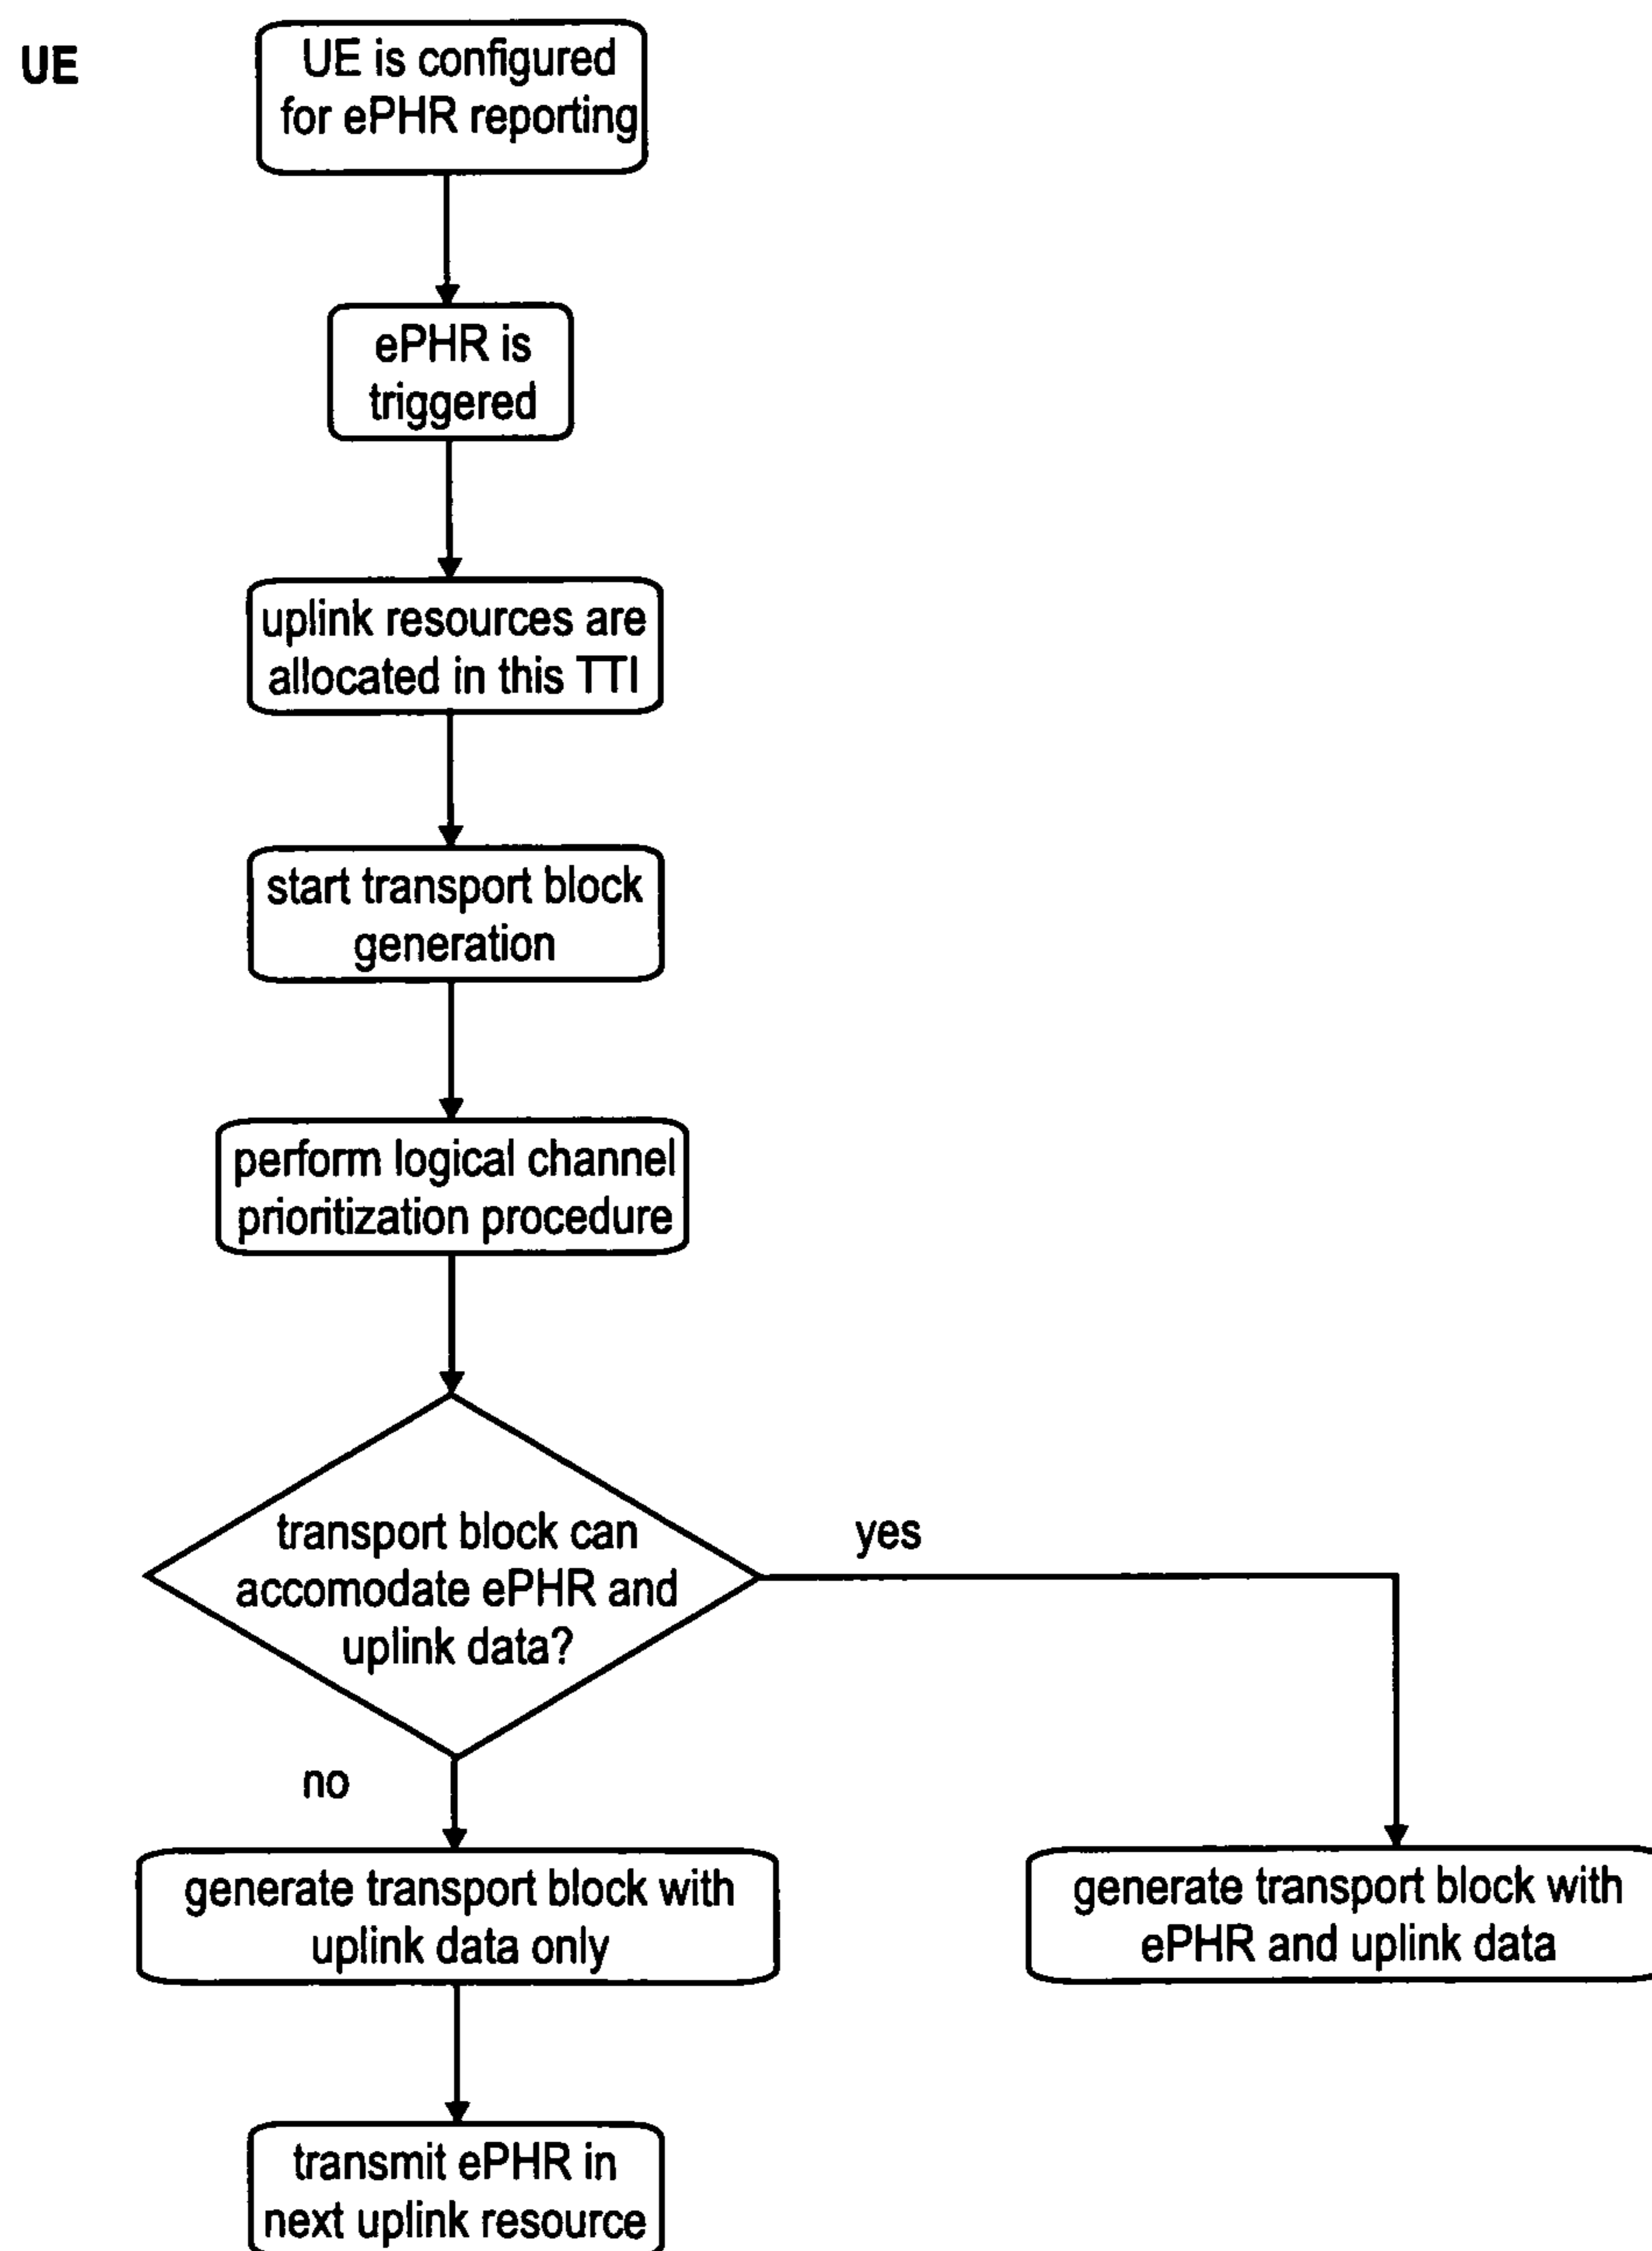 UE
UE is configured
for ePHR reporting
ePHR is
triggered
uplink resources are
allocated in this TTI
start transport block
generation
perform logical channel
prioritization procedure
transport block can
accomodate ePHR and
uplink data?
yes
no
generate transport block with
uplink data only
generate transport block with
ePHR and uplink data
transmit ePHR in
next uplink resource